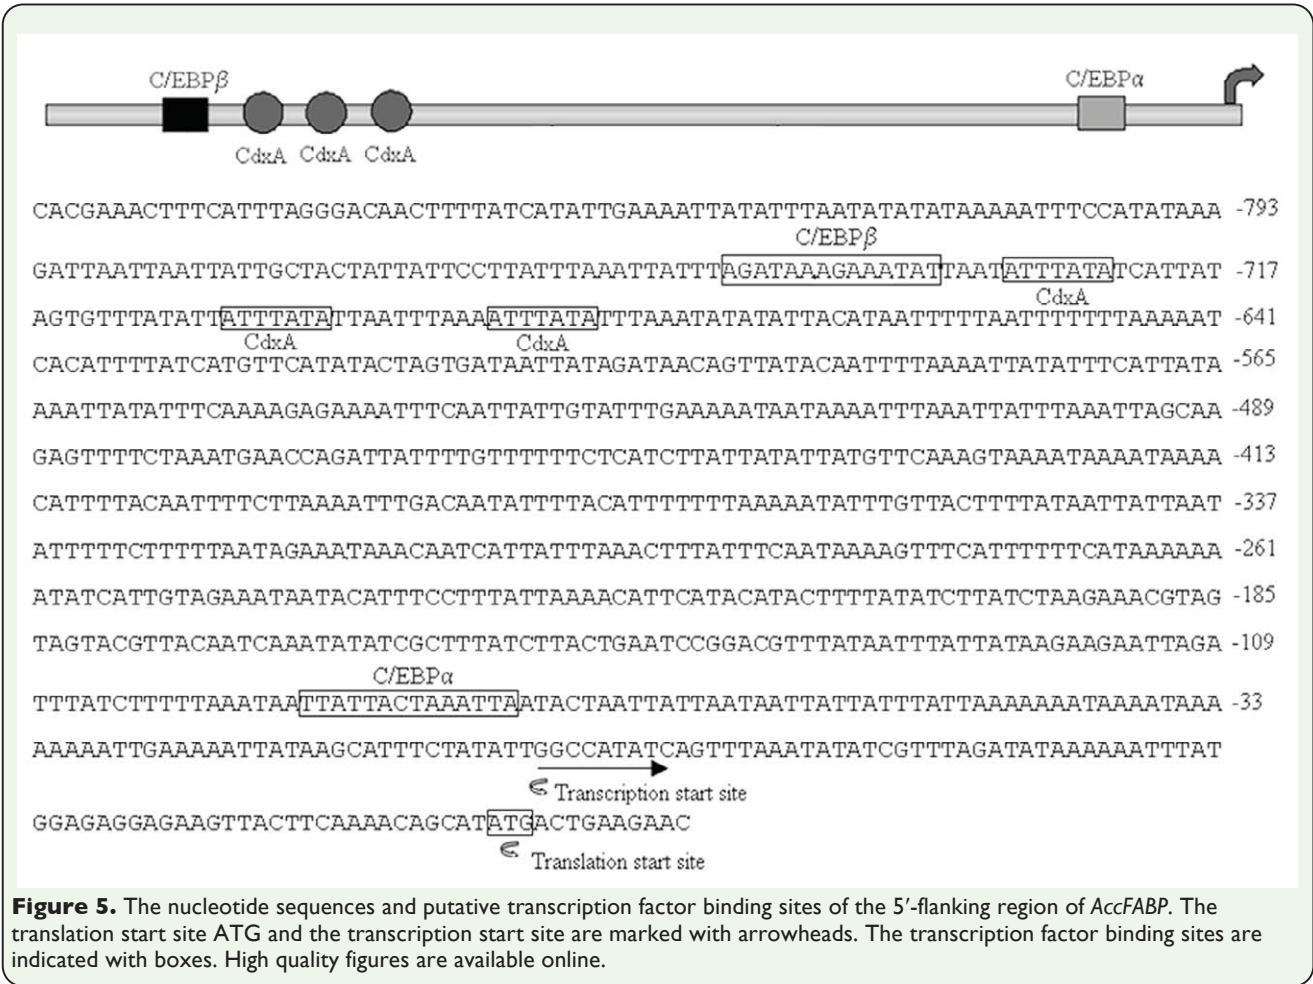 C/EBPβ
C/EBPα
CdxA CdxA CdxA
CACGAAACTTTCATTTAGGGACAACTTTTATCATATTGAAAATTATATTTAATATATATAAAAATTTCCATATAAA -793
C/EBPβ
GATTAATTAATTATTGCTACTATTATTCCTTATTTAAATTATTTAGATAAAGAAATATTTAATATTTATATCATTAT -717
CdxA
AGTGTTTATATTATTTATATTAATTTAAAATTTATATTTAAATATATATTACATAATTTTTAATTTTTTTAAAAAT -641
CdxA CdxA
CACATTTTATCATGTTCATATACTAGTGATAATTATAGATAACAGTTATACAATTTTAAAATTATATTTCATTATA -565
AAATTATATTTCAAAAGAGAAAATTTCAATTATTGTATTTGAAAAATAATAAAATTTAAATTATTTAAATTAGCAA -489
GAGTTTTCTAAATGAACCAGATTATTTTGTTTTTTCTCATCTTATTATATTATGTTCAAAGTAAAATAAAATAAAA -413
CATTTTACAATTTTCTTAAAATTTGACAATATTTTACATTTTTTTAAAAATATTTGTTACTTTTATAATTATTAAT -337
ATTTTTCTTTTTAATAGAAATAAACAATCATTATTTAAACTTTATTTCAATAAAAGTTTCATTTTTTCATAAAAAA -261
ATATCATTGTAGAAATAATACATTTCCTTTATTAAAACATTCATACATACTTTTATATCTTATCTAAGAAACGTAG -185
TAGTACGTTACAATCAAATATATCGCTTTATCTTACTGAATCCGGACGTTTATAATTTATTATAAGAAGAATTAGA -109
C/EBPα
TTTATCTTTTTAAATAATTATTACTAAATTAATACTAATTATTAATAATTATTATTTATTAAAAAAATAAAATAAA -33
AAAAATTGAAAAATTATAAGCATTTCTATATTGGCCATATCAGTTTAAATATATCGTTTAGATATAAAAAATTTAT
Transcription start site
GGAGAGGAGAAGTTACTTCAAAACAGCATATGACTGAAGAAC
Translation start site
Figure 5. The nucleotide sequences and putative transcription factor binding sites of the 5′-flanking region of AccFABP. The
translation start site ATG and the transcription start site are marked with arrowheads. The transcription factor binding sites are
indicated with boxes. High quality figures are available online.